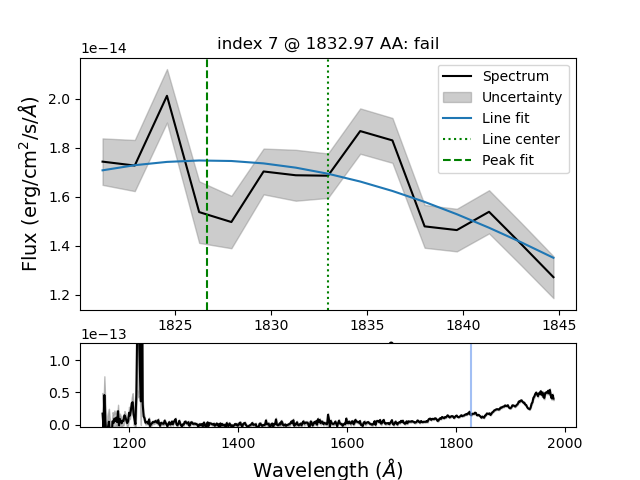 index 7 @ 1832.97 AA: fail
1e−14
Flux (erg/cm²/s/Å)
2.0
1.8
1.6
1.4
1.2
Spectrum
Uncertainty
Line fit
Line center
Peak fit
1825 1830 1835 1840 1845
1e−13
1.0
0.5
0.0
1200 1400 1600 1800 2000
Wavelength (Å)